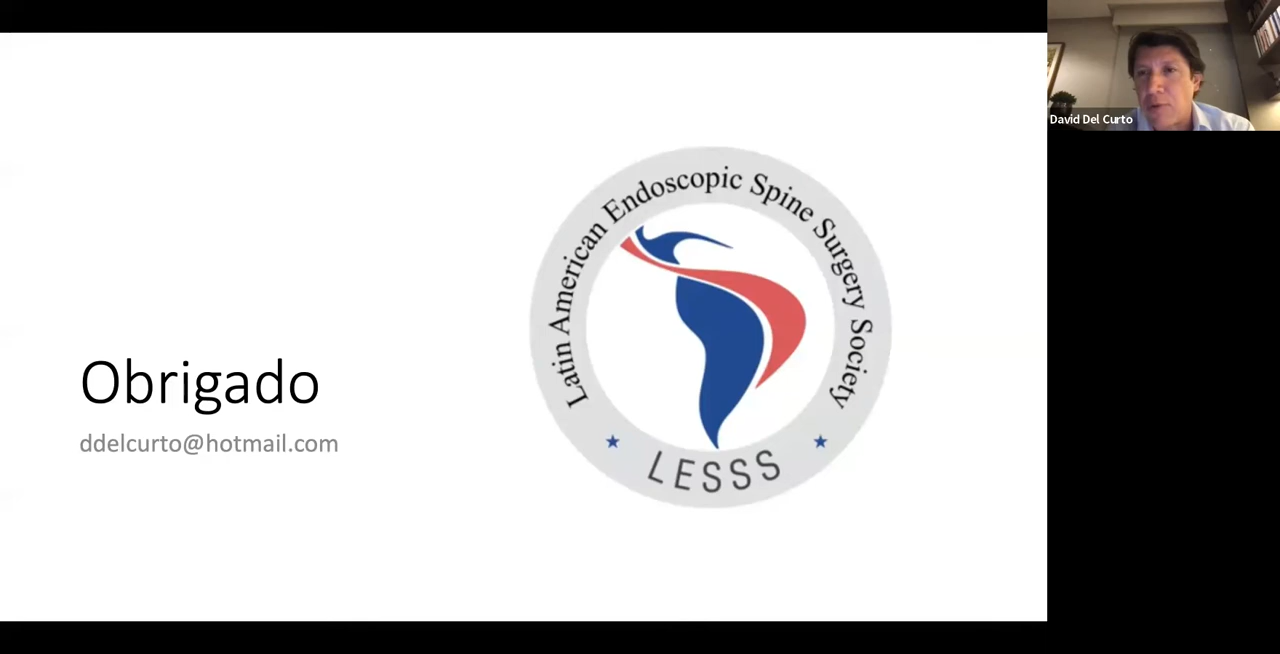 David Del Curto
Latin American Endoscopic Spine Surgery Society
LESSS
Obrigado
ddelcurto@hotmail.com